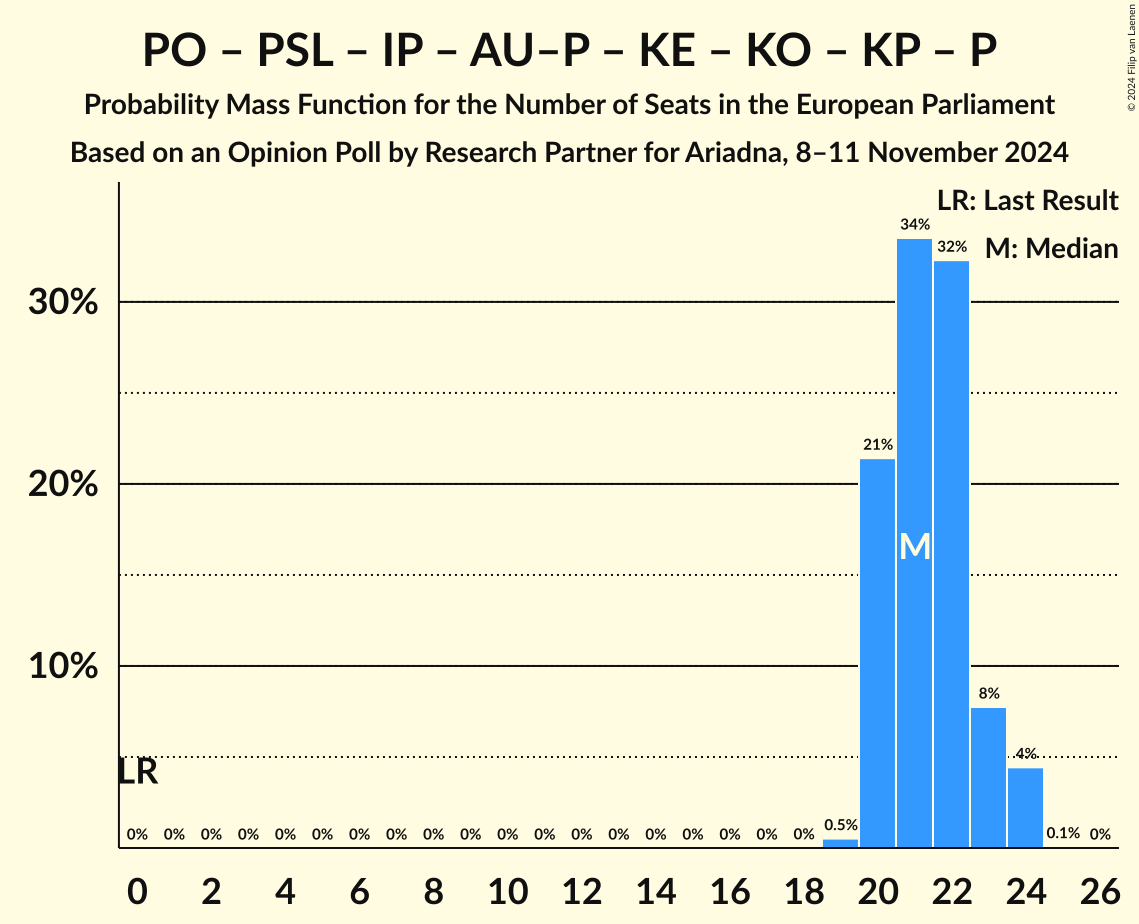 PO – PSL – IP – AU–P – KE – KO – KP – P
Probability Mass Function for the Number of Seats in the European Parliament
Based on an Opinion Poll by Research Partner for Ariadna, 8–11 November 2024
© 2024 Filip van Laenen
LR: Last Result
M: Median
34%
32%
30%
21%
20%
M
10%
8%
4%
LR
0% 0% 0% 0% 0% 0% 0% 0% 0% 0% 0% 0% 0% 0% 0% 0% 0% 0% 0% 0.5% 0.1% 0%
0 2 4 6 8 10 12 14 16 18 20 22 24 26